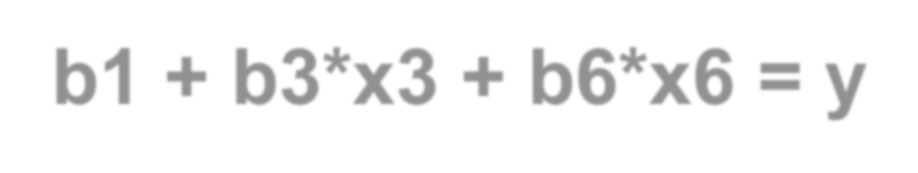 b1 + b3*x3 + b6*x6 = y